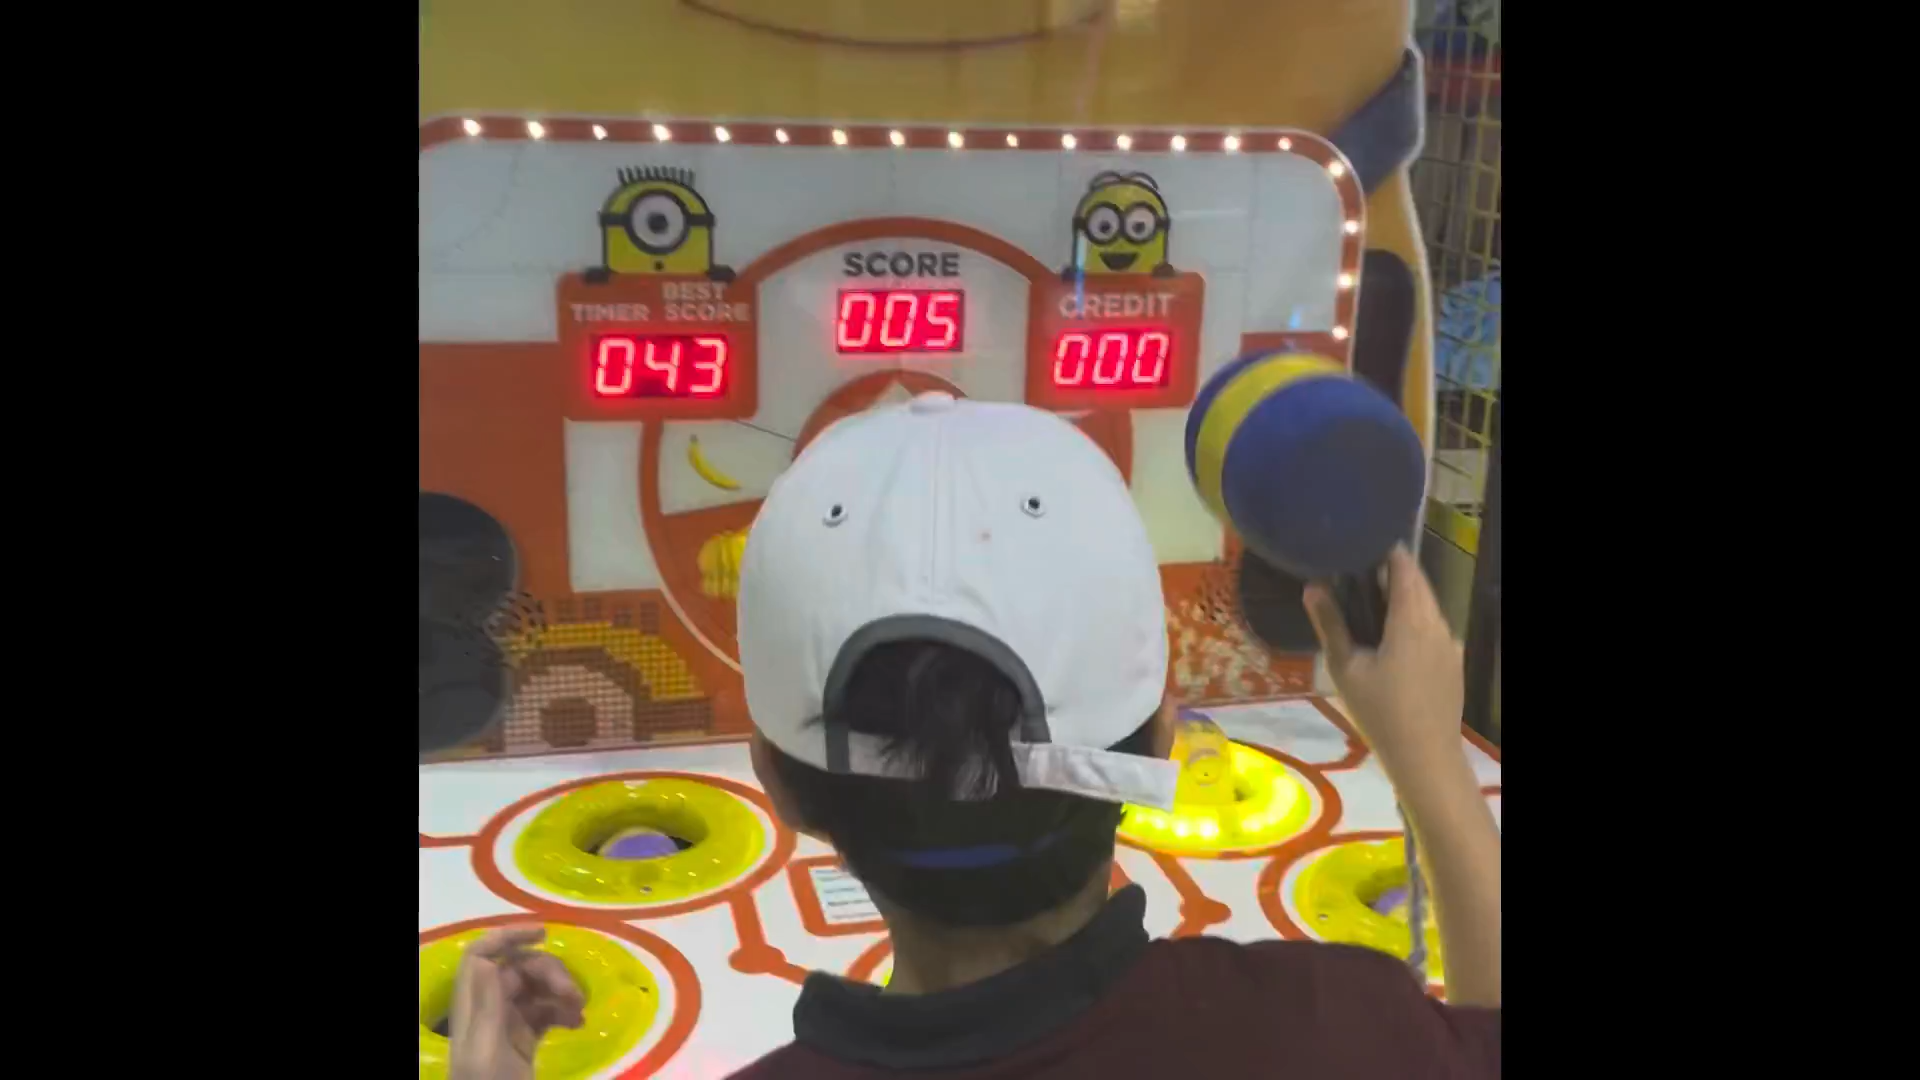 SCORE
005
BEST
TIMER SCORE
043
CREDIT
000